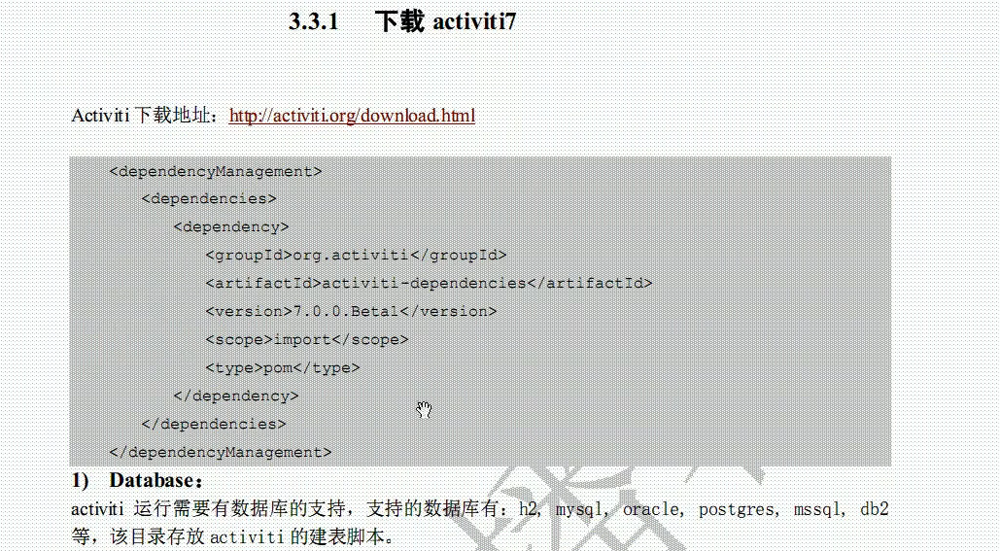 3.3.1 下载 activiti7
Activiti 下载地址：http://activiti.org/download.html
<dependencyManagement>
<dependencies>
<dependency>
<groupId>org.activiti</groupId>
<artifactId>activiti-dependencies</artifactId>
<version>7.0.0.Beta1</version>
<scope>import</scope>
<type>pom</type>
</dependency>
</dependencies>
</dependencyManagement>
1) Database：
activiti 运行需要有数据库的支持，支持的数据库有：h2, mysql, oracle, postgres, mssql, db2
等，该目录存放 activiti 的建表脚本。